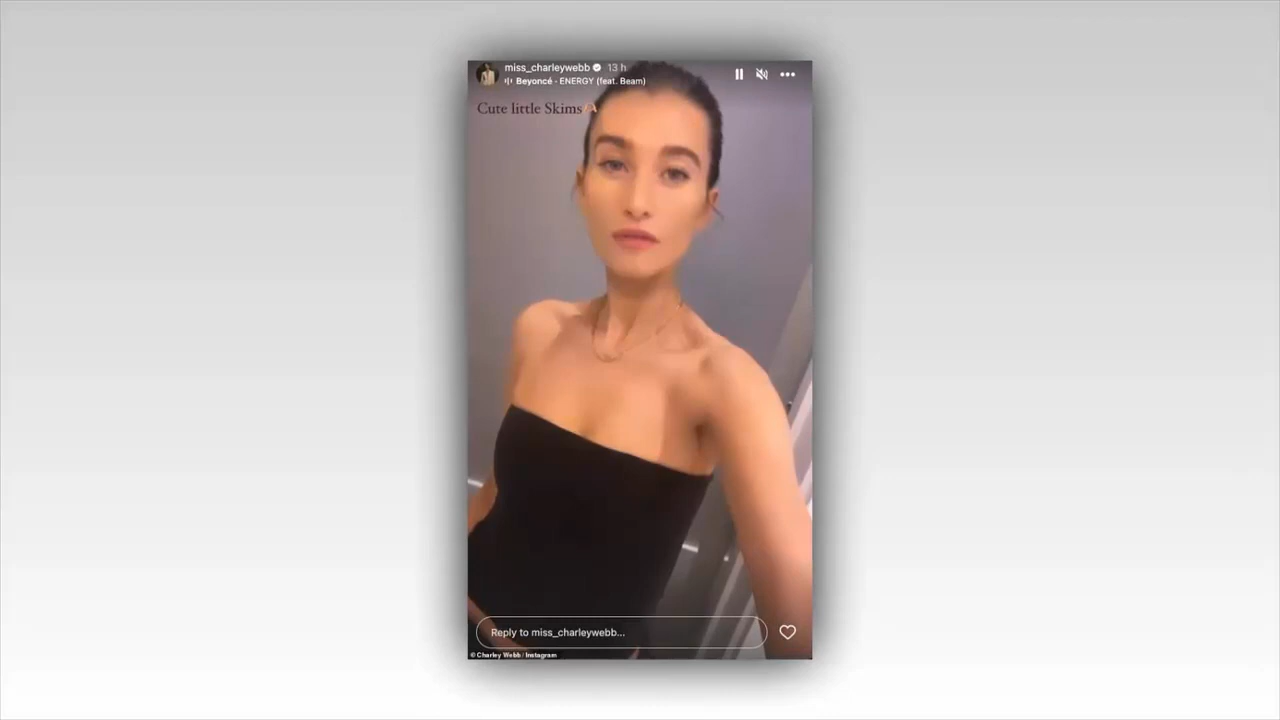 miss_charleywebb 13 h
Beyoncé · ENERGY (feat. Beam)
Cute little Skims🫶🏼
Reply to miss_charleywebb...
© Charley Webb / Instagram